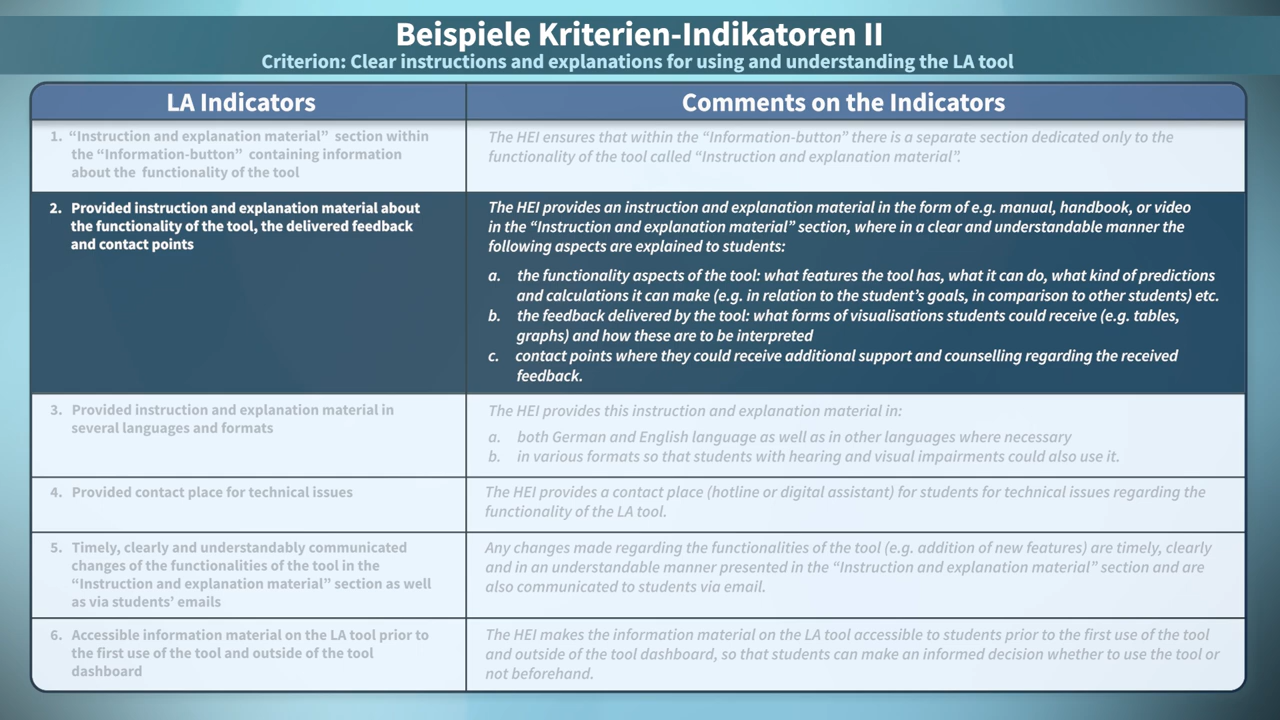 Beispiele Kriterien-Indikatoren II
Criterion: Clear instructions and explanations for using and understanding the LA tool
LA Indicators
Comments on the Indicators
1. “Instruction and explanation material” section within
the “Information-button” containing information
about the functionality of the tool
The HEI ensures that within the “Information-button” there is a separate section dedicated only to the
functionality of the tool called “Instruction and explanation material”.
2. Provided instruction and explanation material about
the functionality of the tool, the delivered feedback
and contact points
The HEI provides an instruction and explanation material in the form of e.g. manual, handbook, or video
in the “Instruction and explanation material” section, where in a clear and understandable manner the
following aspects are explained to students:
a. the functionality aspects of the tool: what features the tool has, what it can do, what kind of predictions
and calculations it can make (e.g. in relation to the student’s goals, in comparison to other students) etc.
b. the feedback delivered by the tool: what forms of visualisations students could receive (e.g. tables,
graphs) and how these are to be interpreted
c. contact points where they could receive additional support and counselling regarding the received
feedback.
3. Provided instruction and explanation material in
several languages and formats
The HEI provides this instruction and explanation material in:
a. both German and English language as well as in other languages where necessary
b. in various formats so that students with hearing and visual impairments could also use it.
4. Provided contact place for technical issues
The HEI provides a contact place (hotline or digital assistant) for students for technical issues regarding the
functionality of the LA tool.
5. Timely, clearly and understandably communicated
changes of the functionalities of the tool in the
“Instruction and explanation material” section as well
as via students’ emails
Any changes made regarding the functionalities of the tool (e.g. addition of new features) are timely, clearly
and in an understandable manner presented in the “Instruction and explanation material” section and are
also communicated to students via email.
6. Accessible information material on the LA tool prior to
the first use of the tool and outside of the tool
dashboard
The HEI makes the information material on the LA tool accessible to students prior to the first use of the tool
and outside of the tool dashboard, so that students can make an informed decision whether to use the tool or
not beforehand.